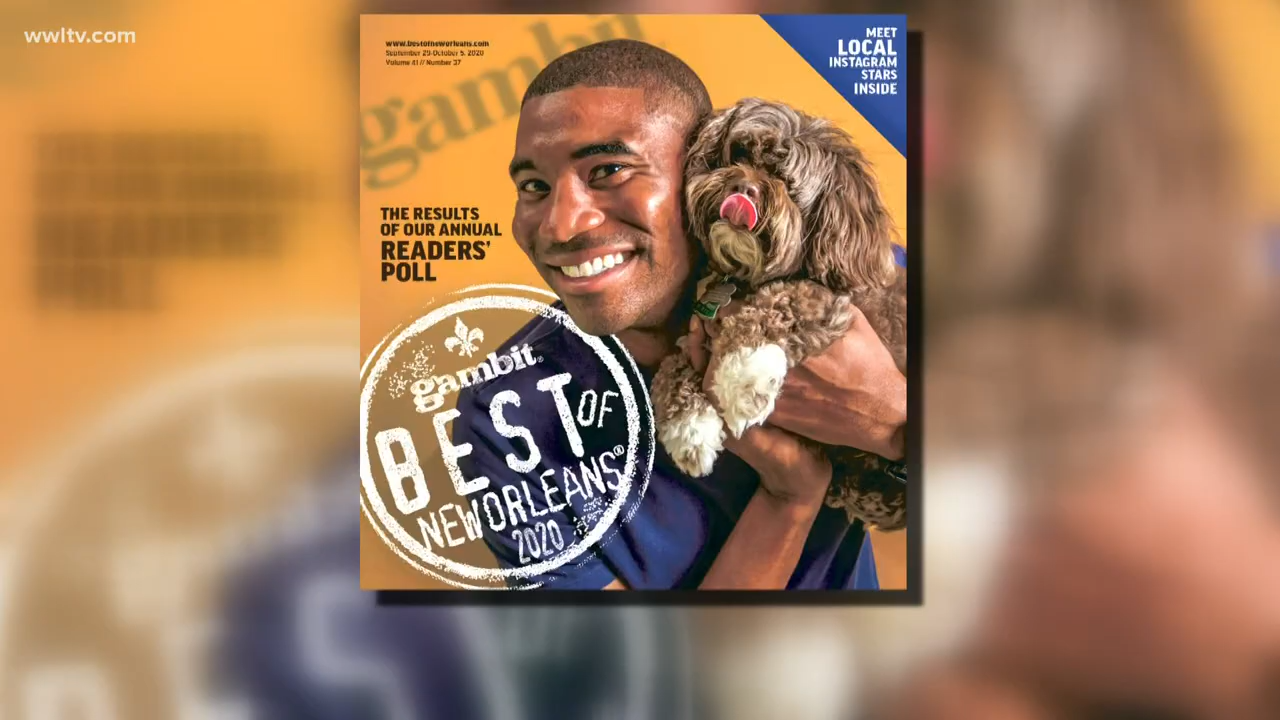 wwltv.com
www.bestofneworleans.com
September 29-October 5, 2020
Volume 41 // Number 37
gambit
MEET
LOCAL
INSTAGRAM
STARS
INSIDE
THE RESULTS
OF OUR ANNUAL
READERS'
POLL
gambit®
BEST OF
NEW ORLEANS®
2020